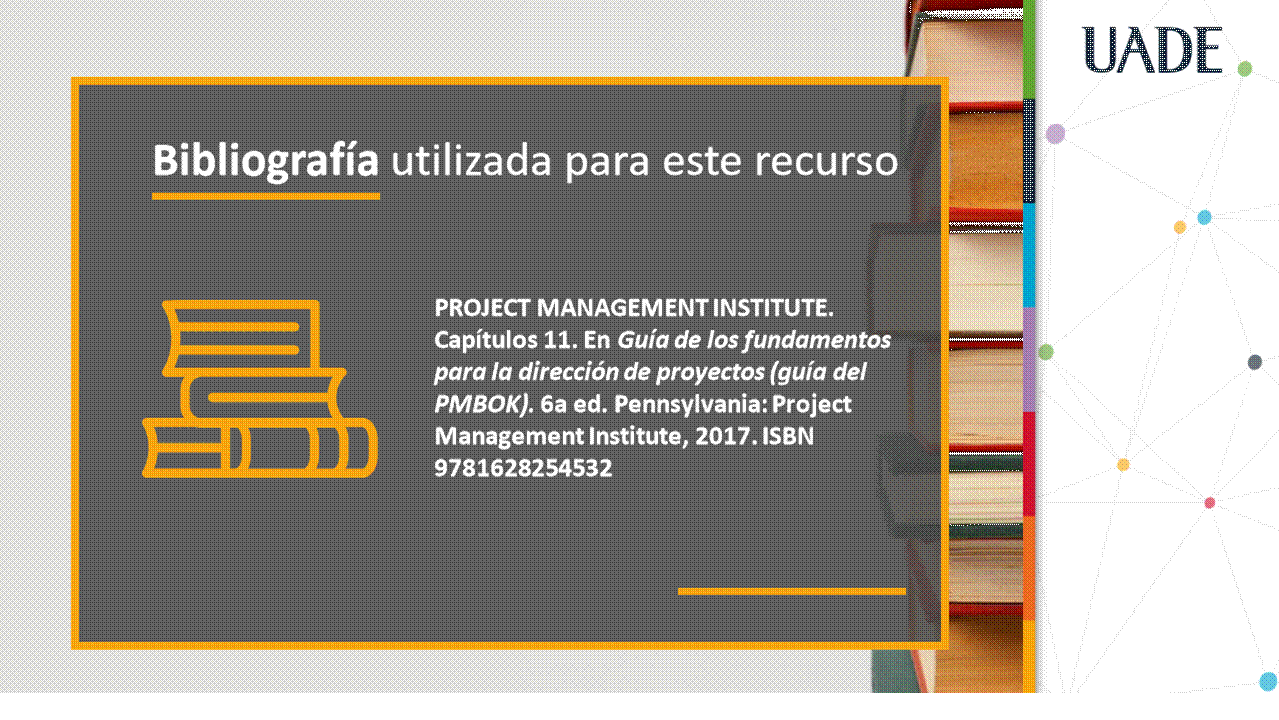 UADE
Bibliografía utilizada para este recurso
PROJECT MANAGEMENT INSTITUTE.
Capítulos 11. En Guía de los fundamentos
para la dirección de proyectos (guía del
PMBOK). 6a ed. Pennsylvania: Project
Management Institute, 2017. ISBN
9781628254532